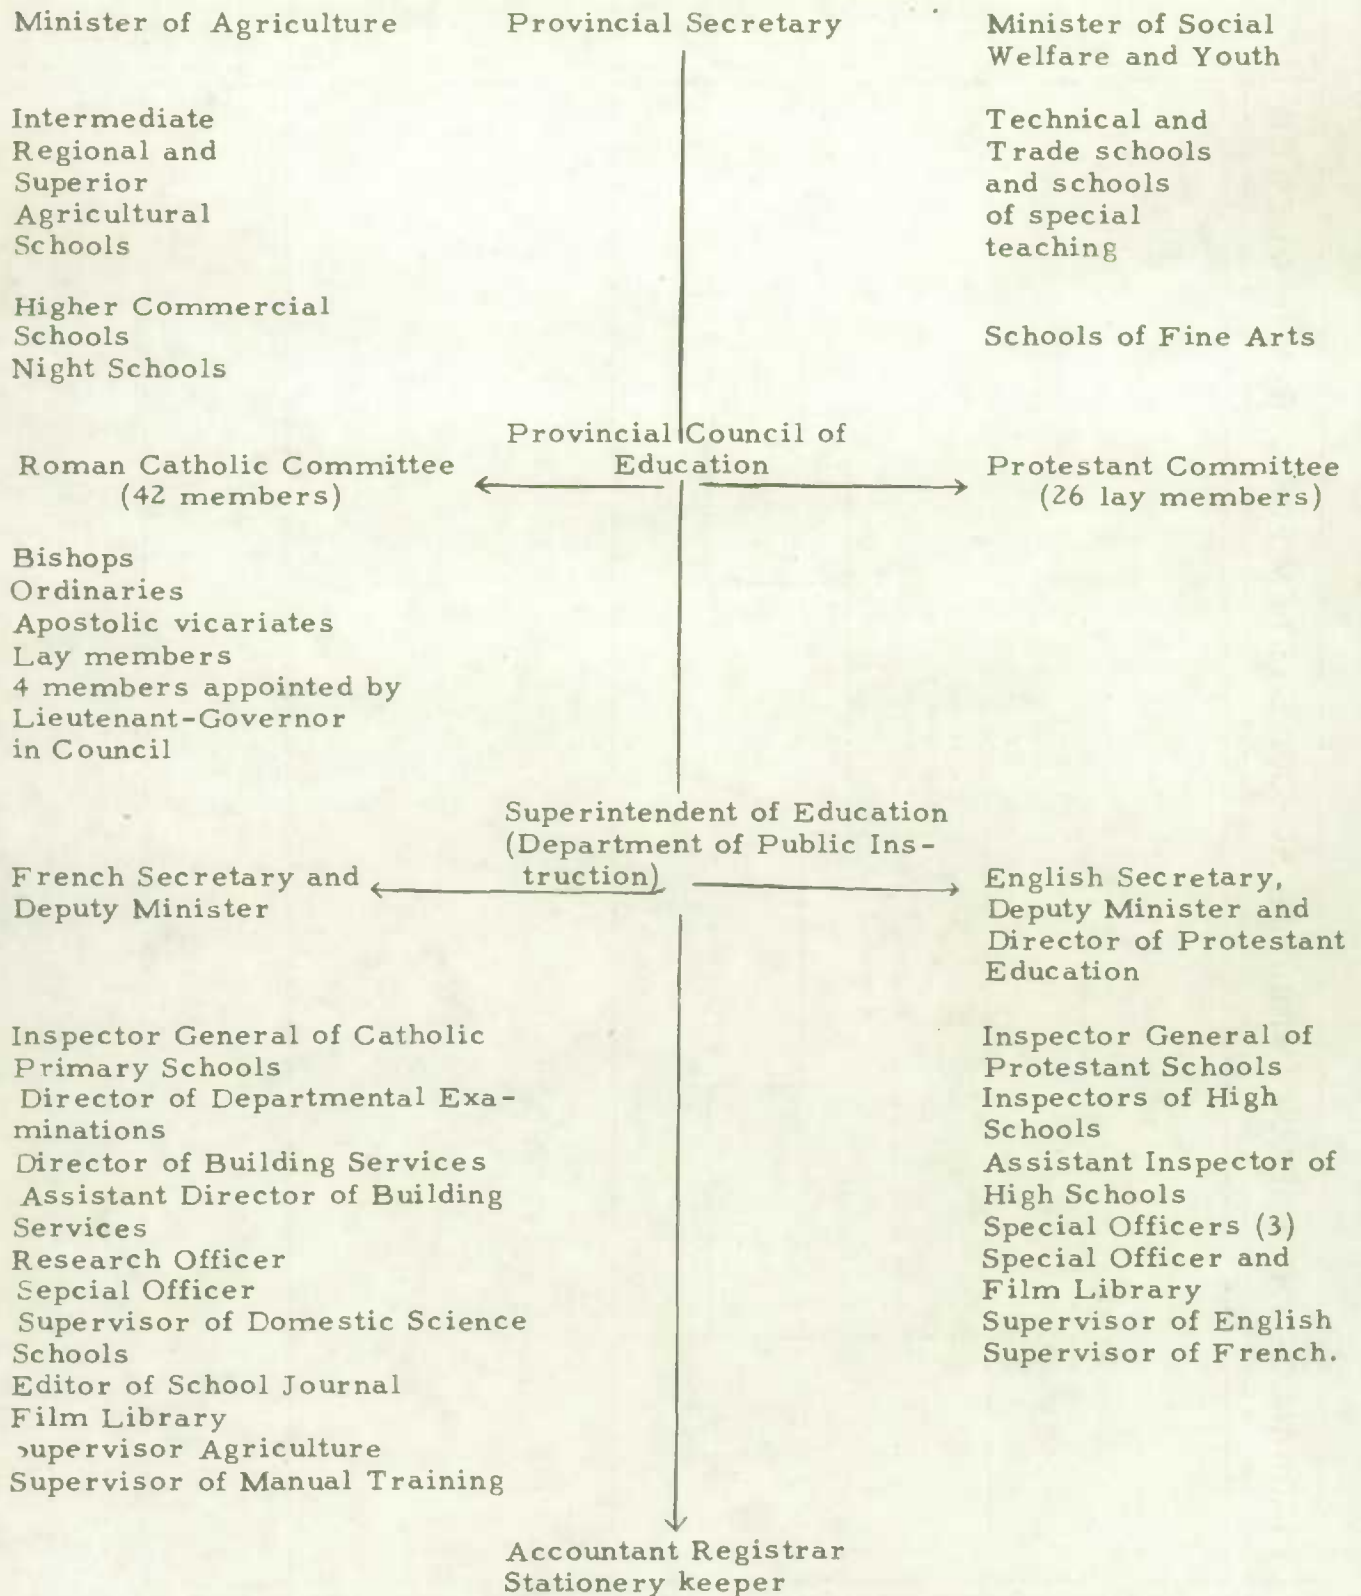 Minister of Agriculture
Provincial Secretary
Minister of Social
Welfare and Youth
Intermediate
Regional and
Superior
Agricultural
Schools
Technical and
Trade schools
and schools
of special
teaching
Higher Commercial
Schools
Night Schools
Schools of Fine Arts
Provincial Council of
Education
Roman Catholic Committee
(42 members)
Protestant Committee
(26 lay members)
Bishops
Ordinaries
Apostolic vicariates
Lay members
4 members appointed by
Lieutenant-Governor
in Council
Superintendent of Education
(Department of Public Ins-
truction)
French Secretary and
Deputy Minister
English Secretary,
Deputy Minister and
Director of Protestant
Education
Inspector General of Catholic
Primary Schools
Director of Departmental Exa-
minations
Director of Building Services
Assistant Director of Building
Services
Research Officer
Sepcial Officer
Supervisor of Domestic Science
Schools
Editor of School Journal
Film Library
Supervisor Agriculture
Supervisor of Manual Training
Inspector General of
Protestant Schools
Inspectors of High
Schools
Assistant Inspector of
High Schools
Special Officers (3)
Special Officer and
Film Library
Supervisor of English
Supervisor of French.
Accountant Registrar
Stationery keeper